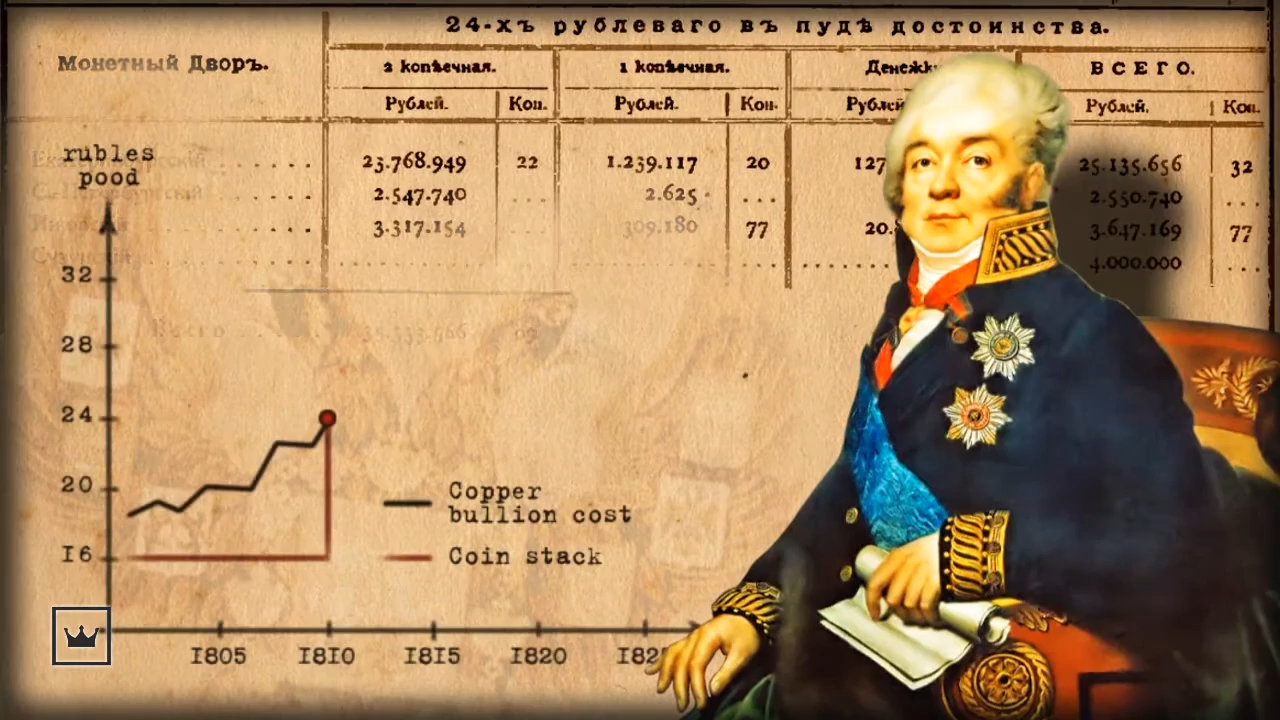 24-хъ рублеваго въ пудѣ достоинства.
Монетный Дворъ.
2 копѣечная.
1 копѣечная.
ВСЕГО.
Рублей.
Коп.
Рублей.
Коп.
Рублей.
Коп.
23.768.949
22
1.239.117
20
127
25.135.656
32
2.547.740
...
2.625
...
2.550.740
...
3.317.154
...
309.180
77
20.
3.647.169
77
4.000.000
...
Всего
rubles
pood
32
28
24
20
16
Copper
bullion cost
Coin stack
1805
1810
1815
1820